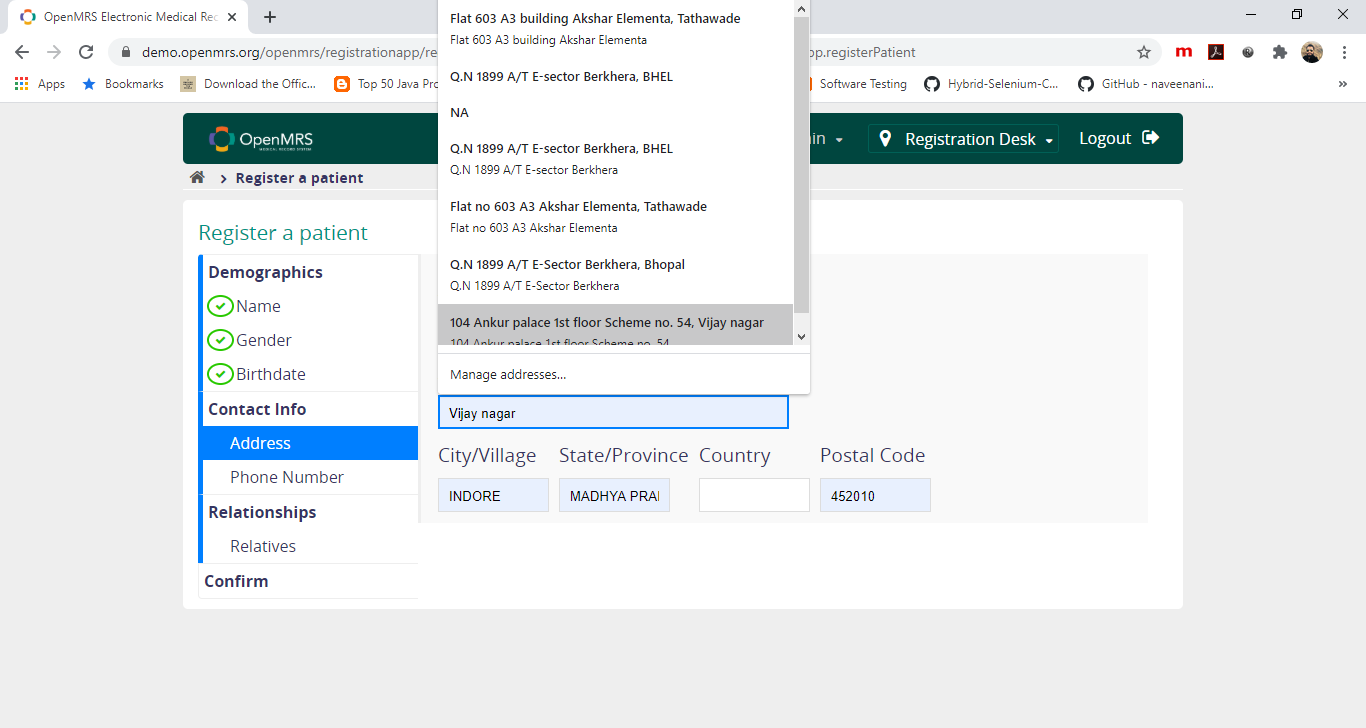 OpenMRS Electronic Medical Rec
demo.openmrs.org/openmrs/registrationapp/re
pp.registerPatient
Apps
Bookmarks
Download the Offic...
Top 50 Java Pro
Software Testing
Hybrid-Selenium-C...
GitHub - naveenani...
OpenMRS
MEDICAL RECORD SYSTEM
in
Registration Desk
Logout
Register a patient
Register a patient
Demographics
Name
Gender
Birthdate
Contact Info
Address
Phone Number
Relationships
Relatives
Confirm
Flat 603 A3 building Akshar Elementa, Tathawade
Flat 603 A3 building Akshar Elementa
Q.N 1899 A/T E-sector Berkhera, BHEL
NA
Q.N 1899 A/T E-sector Berkhera, BHEL
Q.N 1899 A/T E-sector Berkhera
Flat no 603 A3 Akshar Elementa, Tathawade
Flat no 603 A3 Akshar Elementa
Q.N 1899 A/T E-Sector Berkhera, Bhopal
Q.N 1899 A/T E-Sector Berkhera
104 Ankur palace 1st floor Scheme no. 54, Vijay nagar
104 Ankur palace 1st floor Scheme no. 54
Manage addresses...
Vijay nagar
City/Village
State/Province
Country
Postal Code
INDORE
MADHYA PRA
452010